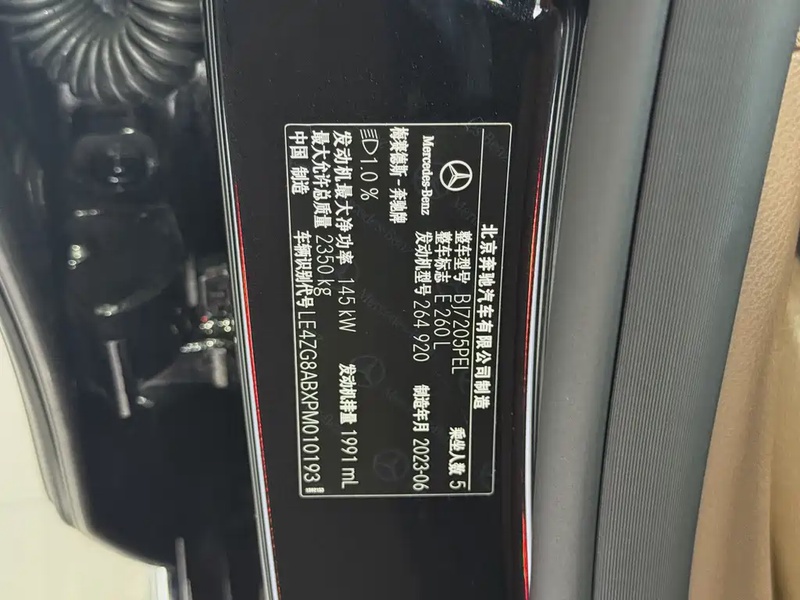 北京奔驰汽车有限公司制造
整车型号 BJ7205PEL 乘坐人数 5
整车标志 E 260 L
Mercedes-Benz
梅赛德斯-奔驰牌 发动机型号 264 920 制造年月 2023-06
1.0 %
发动机最大净功率 145 kW 发动机排量 1991 mL
最大允许总质量 2350 kg
中国 制造 车辆识别代号 LE4ZG8ABXPM010193